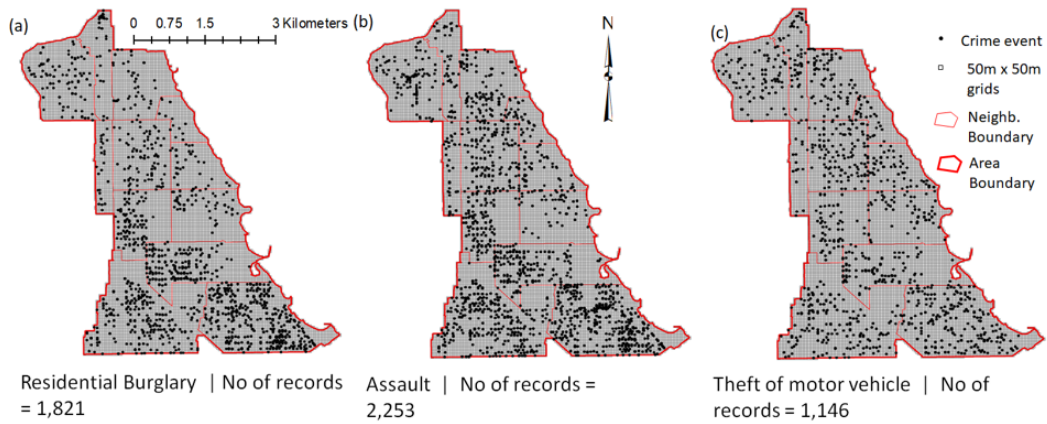 (a)
0 0.75 1.5 3 Kilometers
(b)
N
(c)
Crime event
50m x 50m
grids
Neighb.
Boundary
Area
Boundary
Residential Burglary | No of records
= 1,821
Assault | No of records =
2,253
Theft of motor vehicle | No of
records = 1,146